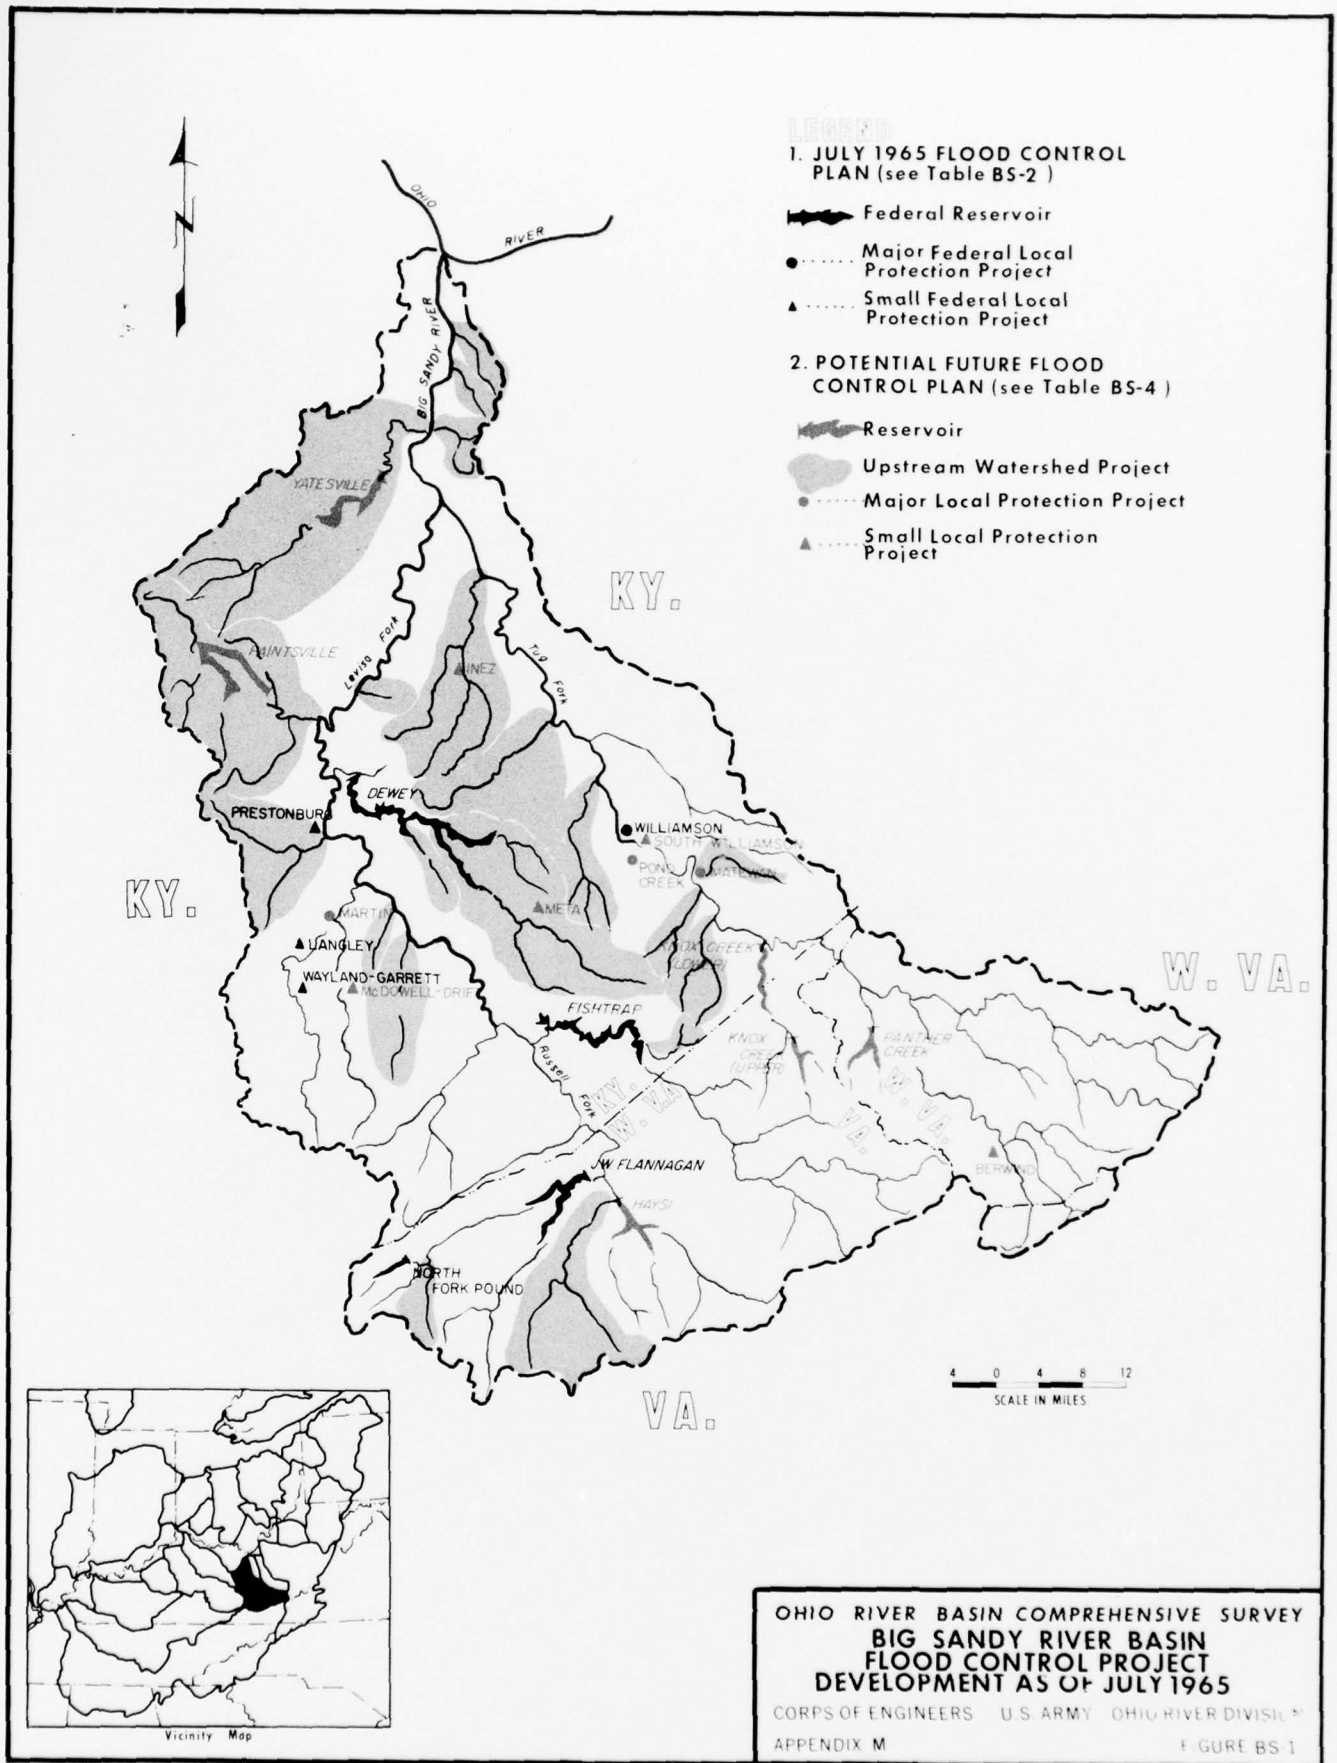 LEGEND
1. JULY 1965 FLOOD CONTROL
PLAN (see Table BS-2 )
Federal Reservoir
Major Federal Local
Protection Project
Small Federal Local
Protection Project
2. POTENTIAL FUTURE FLOOD
CONTROL PLAN (see Table BS-4 )
Reservoir
Upstream Watershed Project
Major Local Protection Project
Small Local Protection
Project
N
OHIO
RIVER
BIG SANDY RIVER
YATESVILLE
KY.
PAINTSVILLE
Levisa Fork
INEZ
Tug Fork
DEWEY
PRESTONBURG
WILLIAMSON
SOUTH WILLIAMSON
POND
CREEK
MATEWAN
KY.
MARTIN
META
LANGLEY
KNOX CREEK
(LOWER)
WAYLAND-GARRETT
McDOWELL-DRIFT
W. VA.
FISHTRAP
KNOX
CREEK
(UPPER)
PANTHER
CREEK
Russell Fork
KY.
W. VA.
W. VA.
VA.
BERWIND
JW FLANNAGAN
HAYSI
NORTH
FORK POUND
VA.
4 0 4 8 12
SCALE IN MILES
Vicinity Map
OHIO RIVER BASIN COMPREHENSIVE SURVEY
BIG SANDY RIVER BASIN
FLOOD CONTROL PROJECT
DEVELOPMENT AS OF JULY 1965
CORPS OF ENGINEERS U.S. ARMY OHIO RIVER DIVISION
APPENDIX M FIGURE BS-1